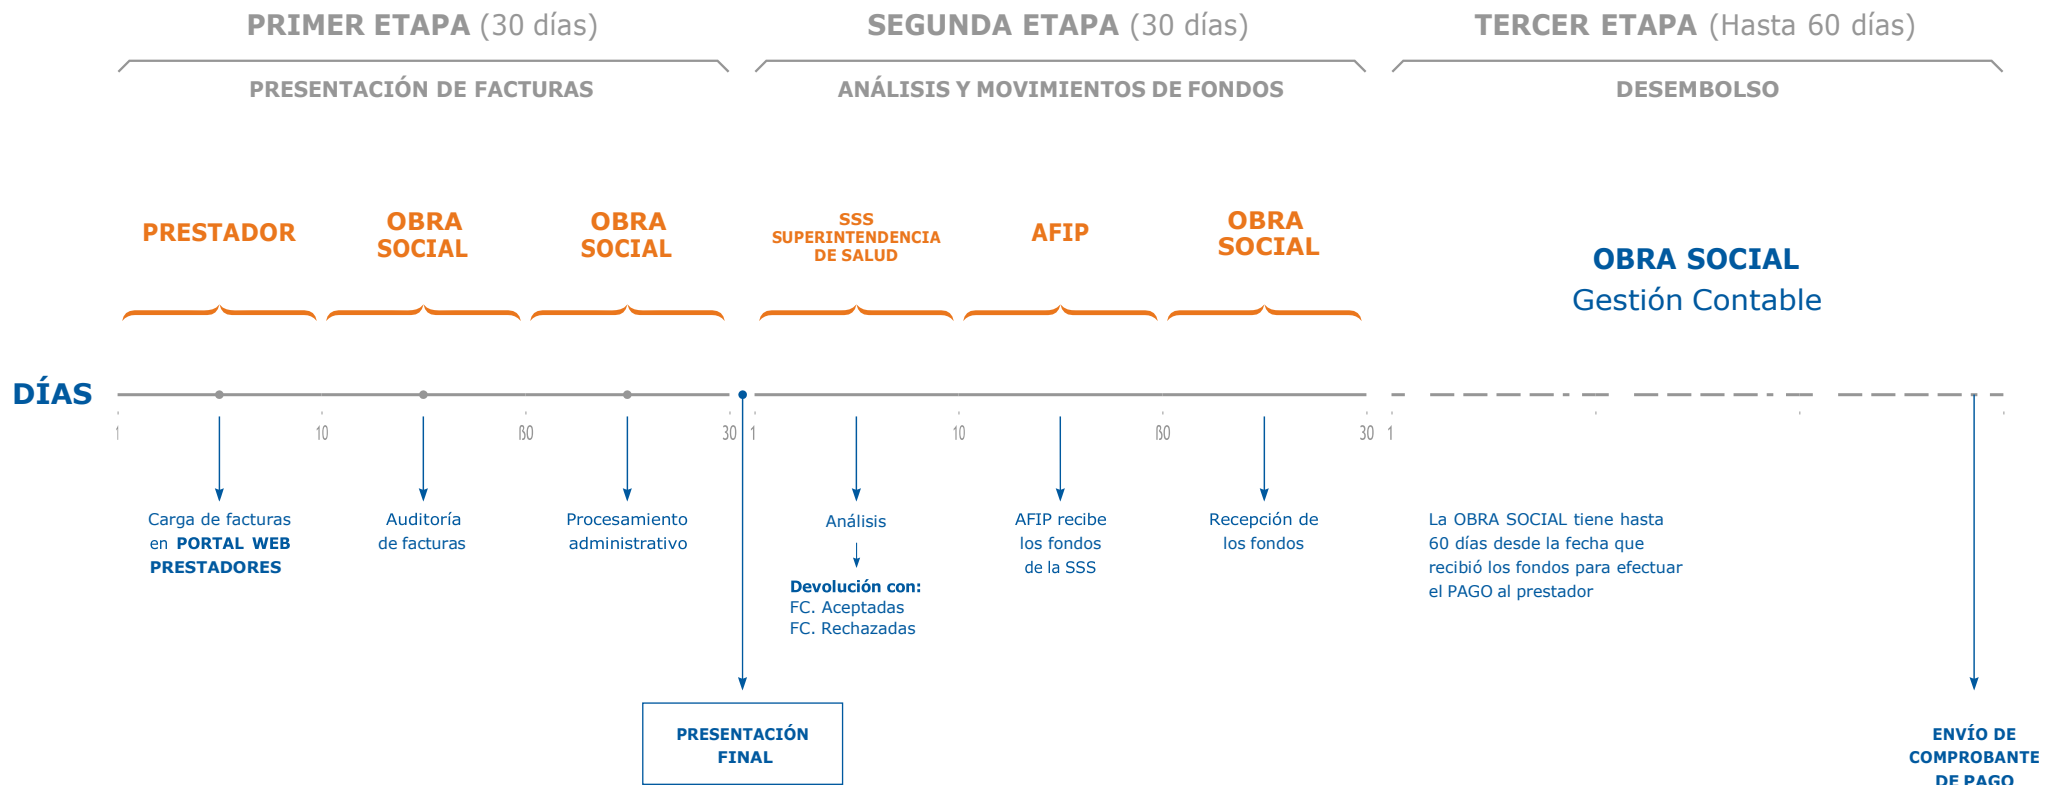 PRIMER ETAPA (30 días)
SEGUNDA ETAPA (30 días)
TERCER ETAPA (Hasta 60 días)
PRESENTACIÓN DE FACTURAS
ANÁLISIS Y MOVIMIENTOS DE FONDOS
DESEMBOLSO
PRESTADOR
OBRA
SOCIAL
OBRA
SOCIAL
SSS
SUPERINTENDENCIA
DE SALUD
AFIP
OBRA
SOCIAL
OBRA SOCIAL
Gestión Contable
DÍAS
1
10
ß0
30
1
10
ß0
30
1
Carga de facturas
en PORTAL WEB
PRESTADORES
Auditoría
de facturas
Procesamiento
administrativo
Análisis
Devolución con:
FC. Aceptadas
FC. Rechazadas
AFIP recibe
los fondos
de la SSS
Recepción de
los fondos
La OBRA SOCIAL tiene hasta
60 días desde la fecha que
recibió los fondos para efectuar
el PAGO al prestador
PRESENTACIÓN
FINAL
ENVÍO DE
COMPROBANTE
DE PAGO